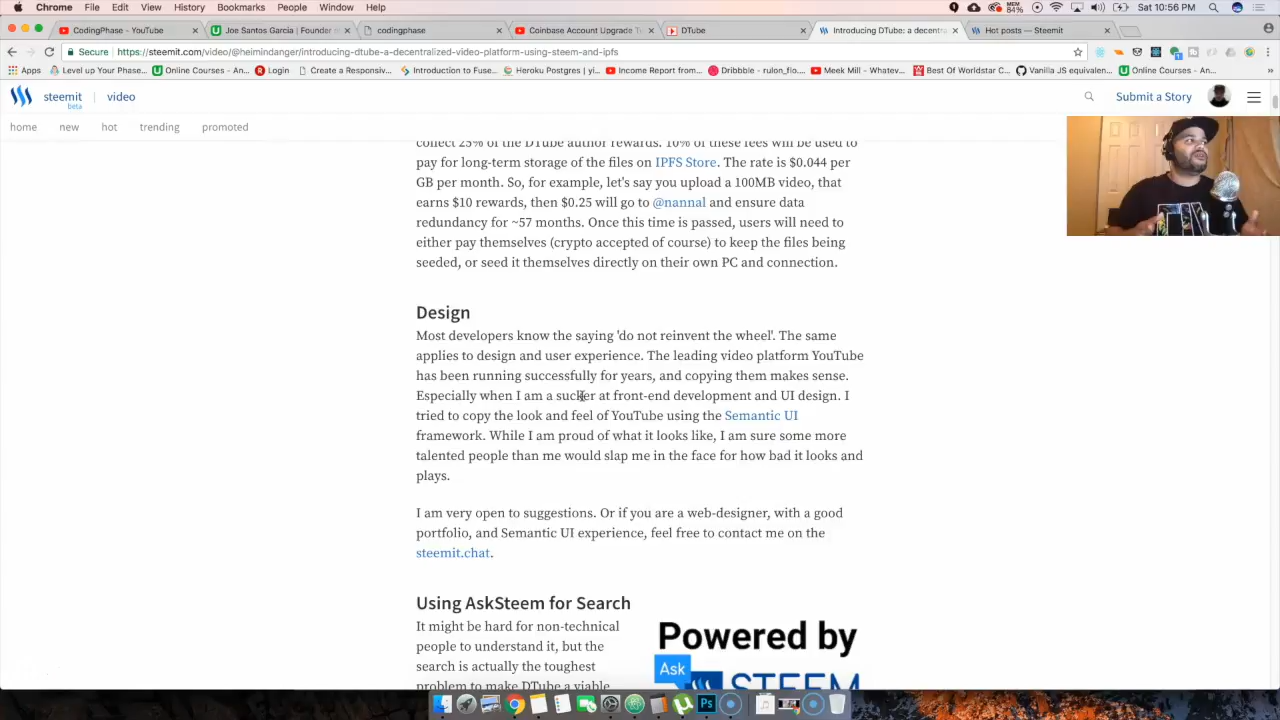 Chrome File Edit View History Bookmarks People Window Help
MEM 84% Sat 10:56 PM
CodingPhase - YouTube
Joe Santos Garcia | Founder
codingphase
Coinbase Account Upgrade T
DTube
Introducing DTube: a decentra
Hot posts — Steemit
Secure https://steemit.com/video/@heimindanger/introducing-dtube-a-decentralized-video-platform-using-steem-and-ipfs
Apps Level up Your Phase... Online Courses - An... Login Create a Responsiv... Introduction to Fuse... Heroku Postgres | yi... Income Report from... Dribbble - rulon_flo... Meek Mill - Whatev... Best Of Worldstar C... Vanilla JS equivalen... Online Courses - An... »
steemit beta video Submit a Story
home new hot trending promoted
collect 25% of the DTube author rewards. 10% of these fees will be used to
pay for long-term storage of the files on IPFS Store. The rate is $0.044 per
GB per month. So, for example, let's say you upload a 100MB video, that
earns $10 rewards, then $0.25 will go to @nannal and ensure data
redundancy for ~57 months. Once this time is passed, users will need to
either pay themselves (crypto accepted of course) to keep the files being
seeded, or seed it themselves directly on their own PC and connection.
Design
Most developers know the saying 'do not reinvent the wheel'. The same
applies to design and user experience. The leading video platform YouTube
has been running successfully for years, and copying them makes sense.
Especially when I am a sucker at front-end development and UI design. I
tried to copy the look and feel of YouTube using the Semantic UI
framework. While I am proud of what it looks like, I am sure some more
talented people than me would slap me in the face for how bad it looks and
plays.
I am very open to suggestions. Or if you are a web-designer, with a good
portfolio, and Semantic UI experience, feel free to contact me on the
steemit.chat.
Using AskSteem for Search
It might be hard for non-technical
people to understand it, but the
search is actually the toughest
problem to make DTube a viable
Powered by
Ask
STEEM
Ps